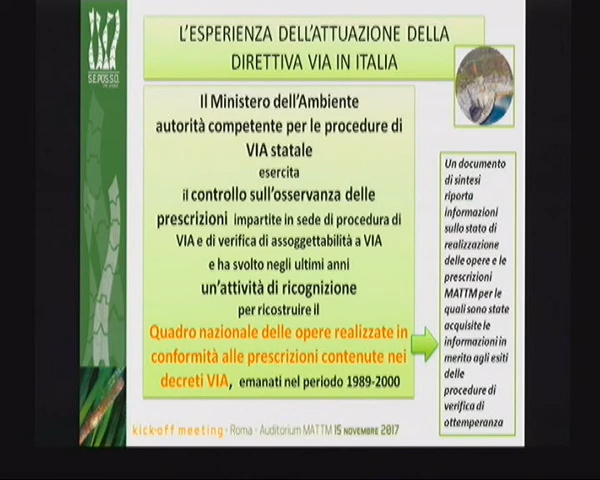 L'ESPERIENZA DELL'ATTUAZIONE DELLA
DIRETTIVA VIA IN ITALIA
S.E.POS.S.O.
Il Ministero dell'Ambiente
autorità competente per le procedure di
VIA statale
esercita
il controllo sull'osservanza delle
prescrizioni impartite in sede di procedura di
VIA e di verifica di assoggettabilità a VIA
e ha svolto negli ultimi anni
un'attività di ricognizione
per ricostruire il
Quadro nazionale delle opere realizzate in
conformità alle prescrizioni contenute nei
decreti VIA, emanati nel periodo 1989-2000
Un documento
di sintesi
riporta
informazioni
sullo stato di
realizzazione
delle opere e le
prescrizioni
MATTM per le
quali sono state
acquisite le
informazioni in
merito agli esiti
delle
procedure di
verifica di
ottemperanza
kick-off meeting - Roma - Auditorium MATTM 15 NOVEMBRE 2017